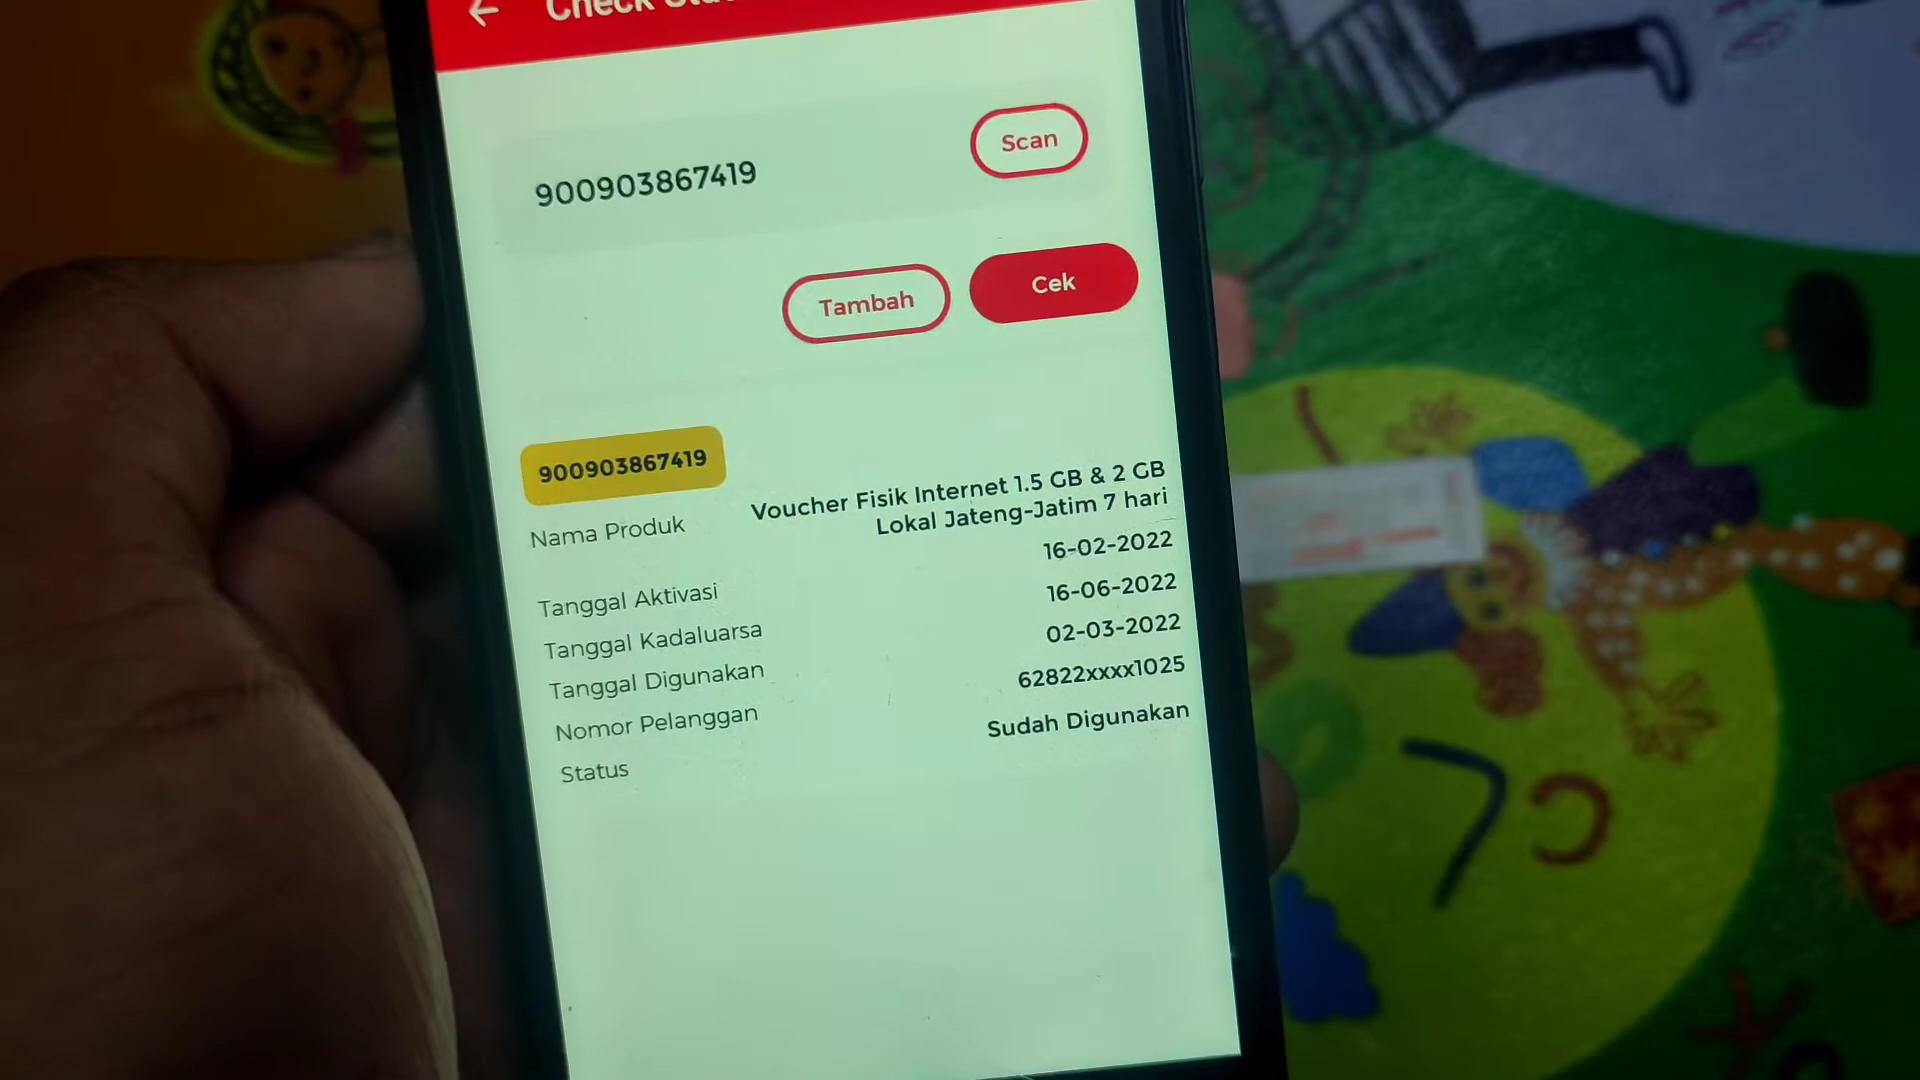 Check
900903867419
Scan
Tambah
Cek
900903867419
Nama Produk
Voucher Fisik Internet 1.5 GB & 2 GB
Lokal Jateng-Jatim 7 hari
Tanggal Aktivasi
16-02-2022
Tanggal Kadaluarsa
16-06-2022
Tanggal Digunakan
02-03-2022
Nomor Pelanggan
62822xxxx1025
Status
Sudah Digunakan